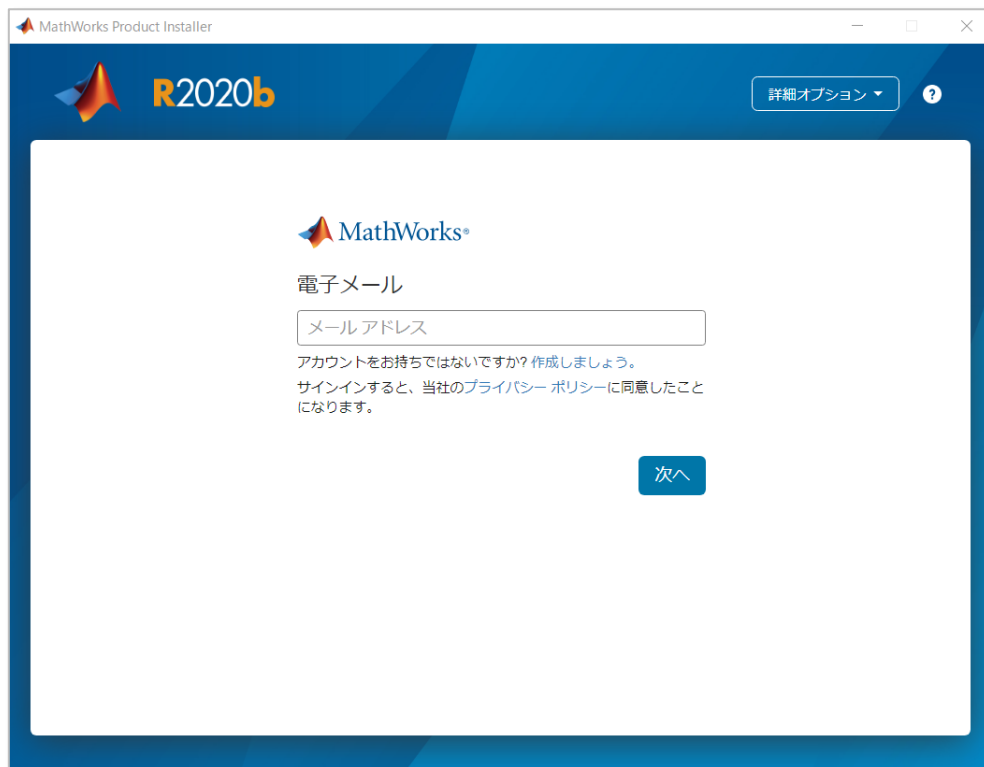 MathWorks Product Installer
R2020b
詳細オプション
?
MathWorks®
電子メール
メール アドレス
アカウントをお持ちではないですか? 作成しましょう。
サインインすると、当社のプライバシー ポリシーに同意したこと
になります。
次へ